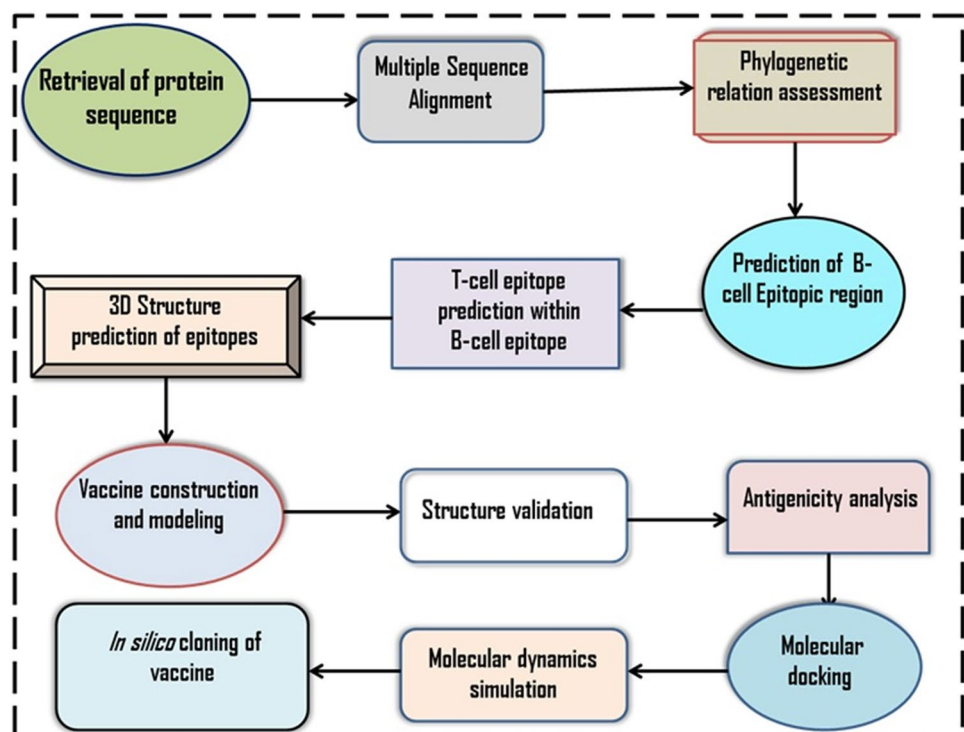 Retrieval of protein
sequence
Multiple Sequence
Alignment
Phylogenetic
relation assessment
Prediction of B-
cell Epitopic region
T-cell epitope
prediction within
B-cell epitope
3D Structure
prediction of epitopes
Vaccine construction
and modeling
Structure validation
Antigenicity analysis
Molecular
docking
Molecular dynamics
simulation
In silico cloning of
vaccine